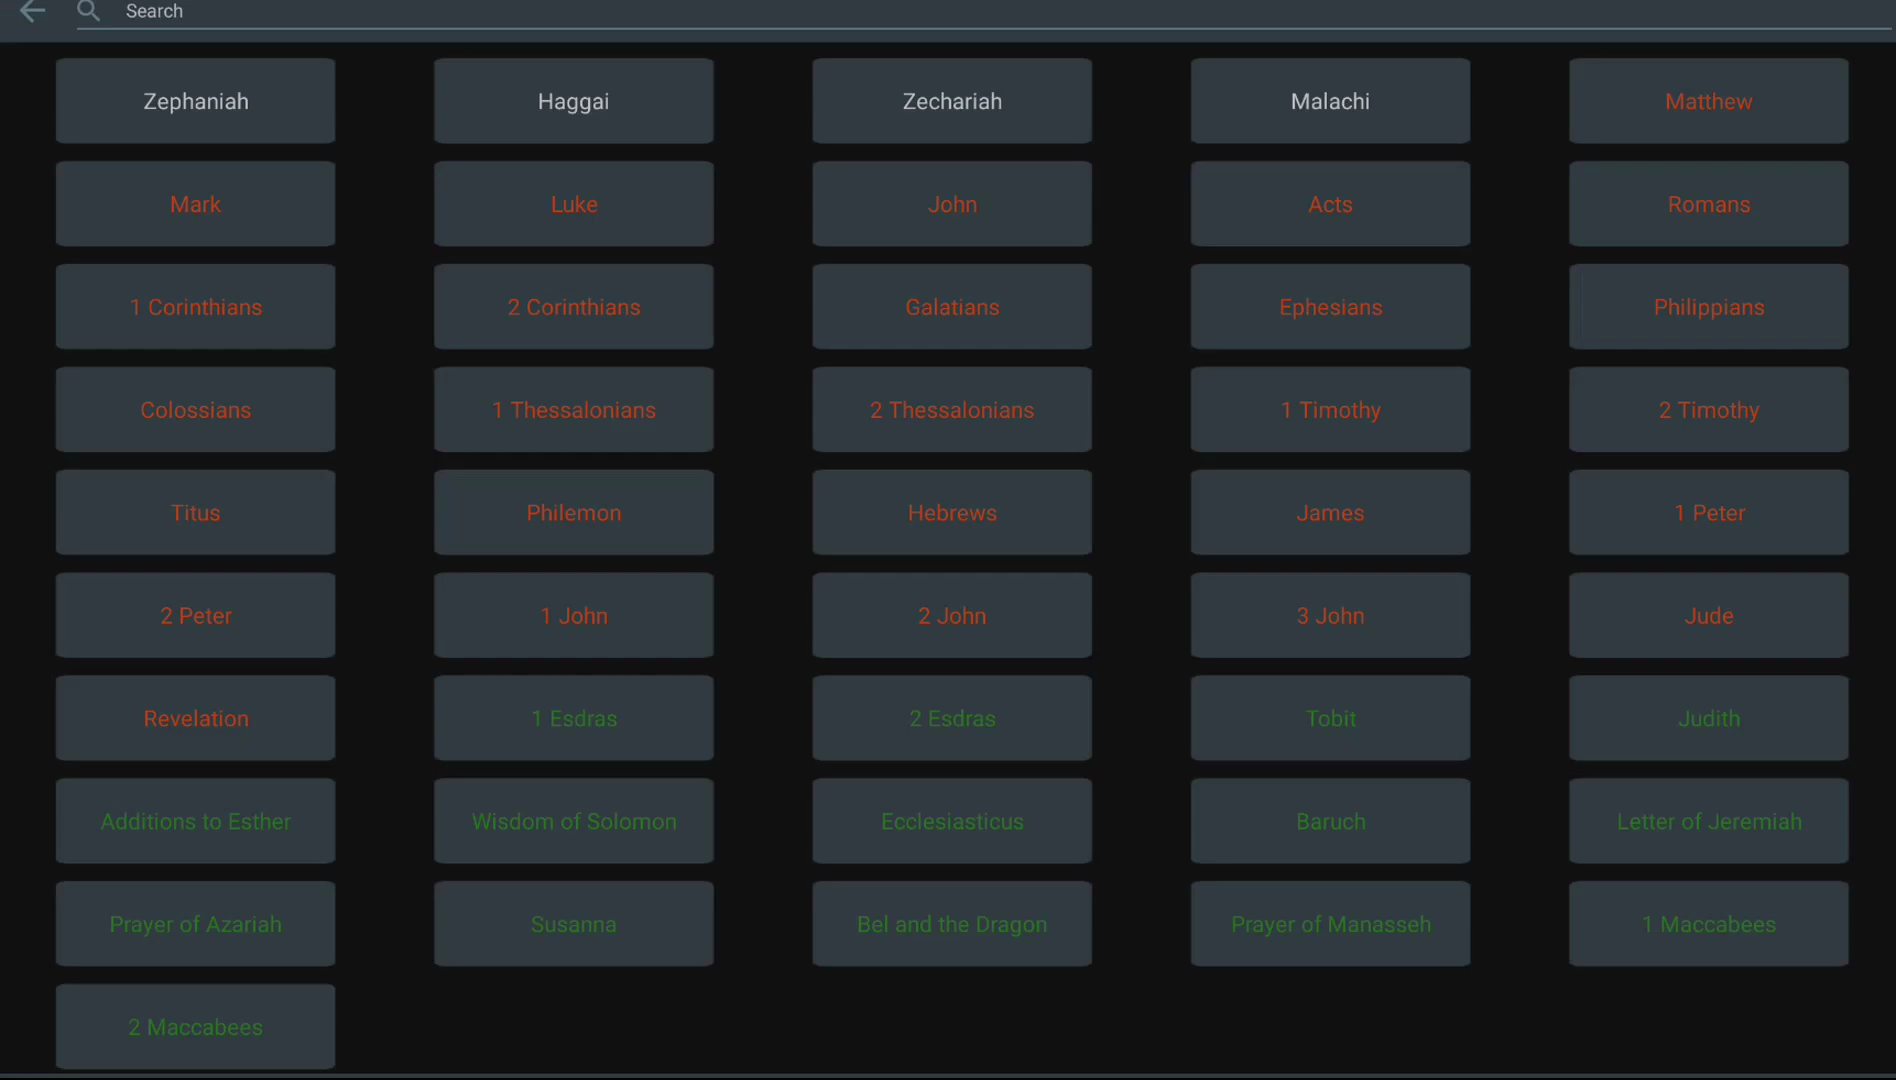 Search
Zephaniah
Haggai
Zechariah
Malachi
Matthew
Mark
Luke
John
Acts
Romans
1 Corinthians
2 Corinthians
Galatians
Ephesians
Philippians
Colossians
1 Thessalonians
2 Thessalonians
1 Timothy
2 Timothy
Titus
Philemon
Hebrews
James
1 Peter
2 Peter
1 John
2 John
3 John
Jude
Revelation
1 Esdras
2 Esdras
Tobit
Judith
Additions to Esther
Wisdom of Solomon
Ecclesiasticus
Baruch
Letter of Jeremiah
Prayer of Azariah
Susanna
Bel and the Dragon
Prayer of Manasseh
1 Maccabees
2 Maccabees